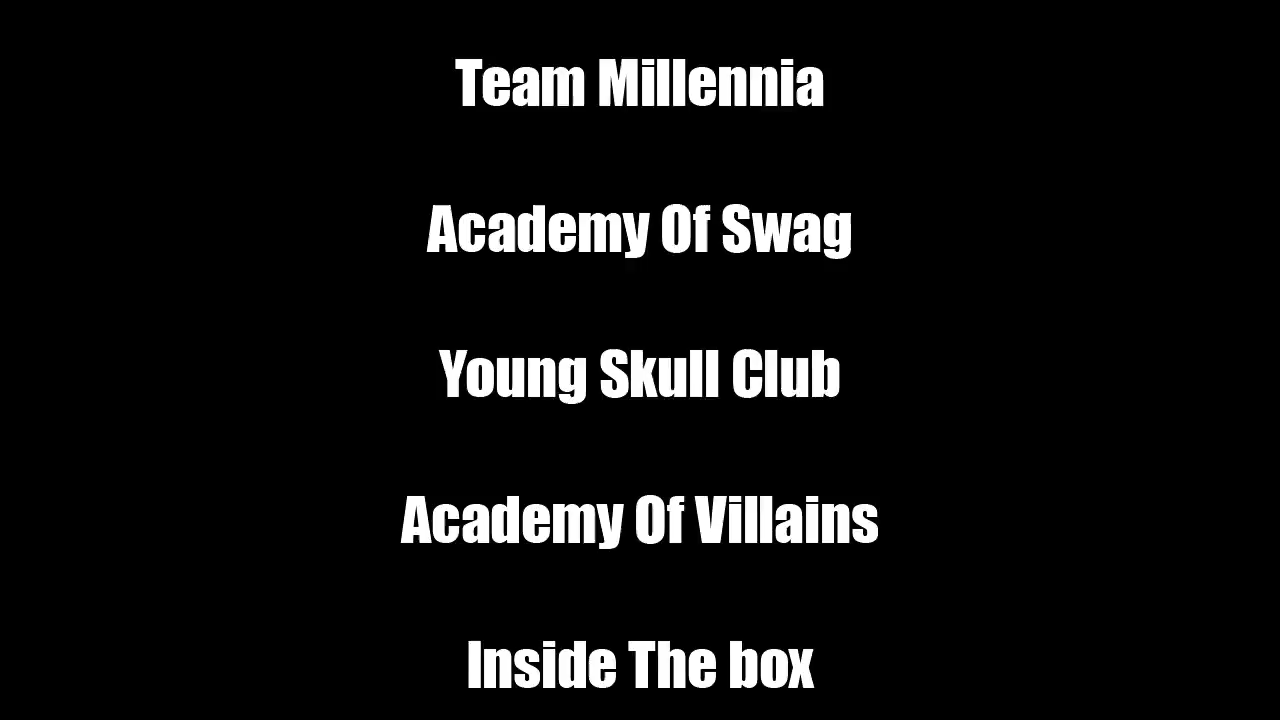 Team Millennia
Academy Of Swag
Young Skull Club
Academy Of Villains
Inside The box